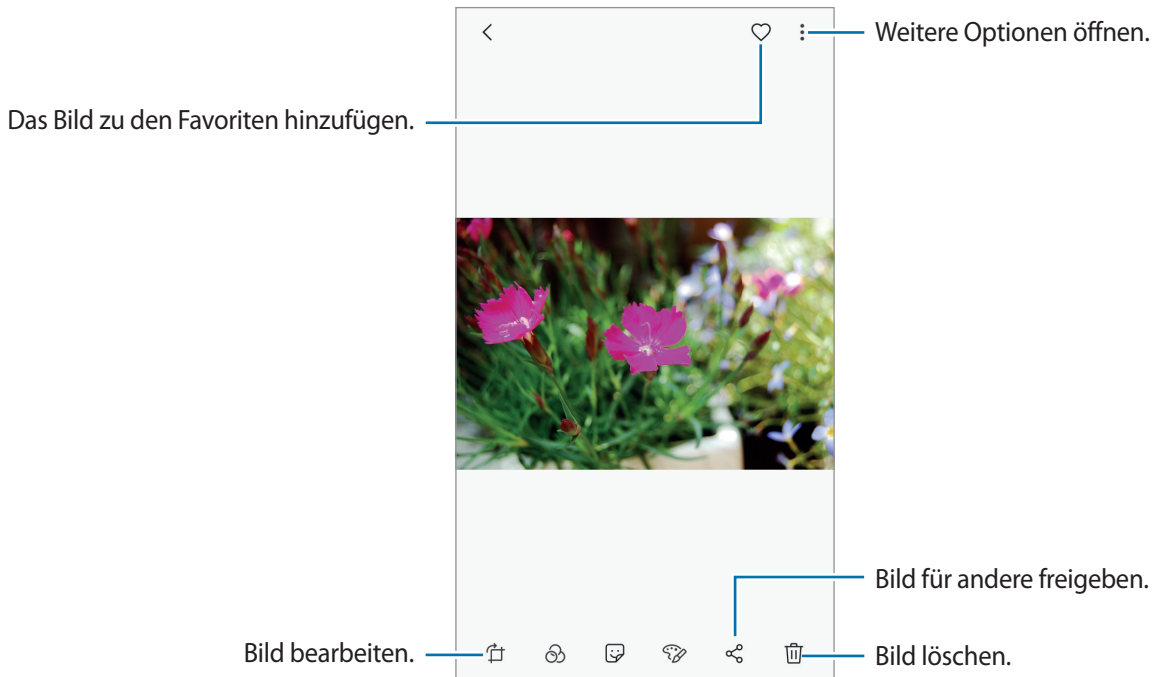 Weitere Optionen öffnen.
Das Bild zu den Favoriten hinzufügen.
Bild für andere freigeben.
Bild bearbeiten.
Bild löschen.